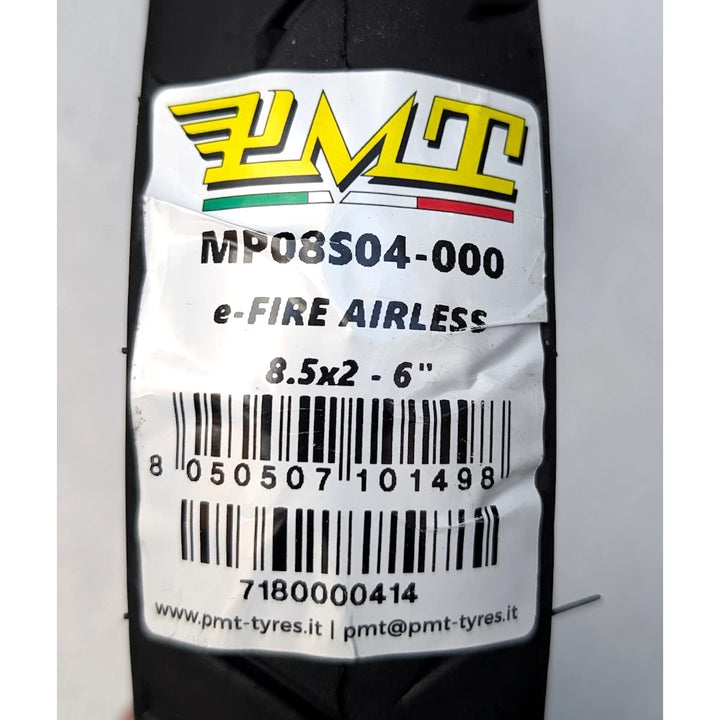 PMT
MP08S04-000
e-FIRE AIRLESS
8.5x2 - 6"
8 050507 101498
7180000414
www.pmt-tyres.it | pmt@pmt-tyres.it